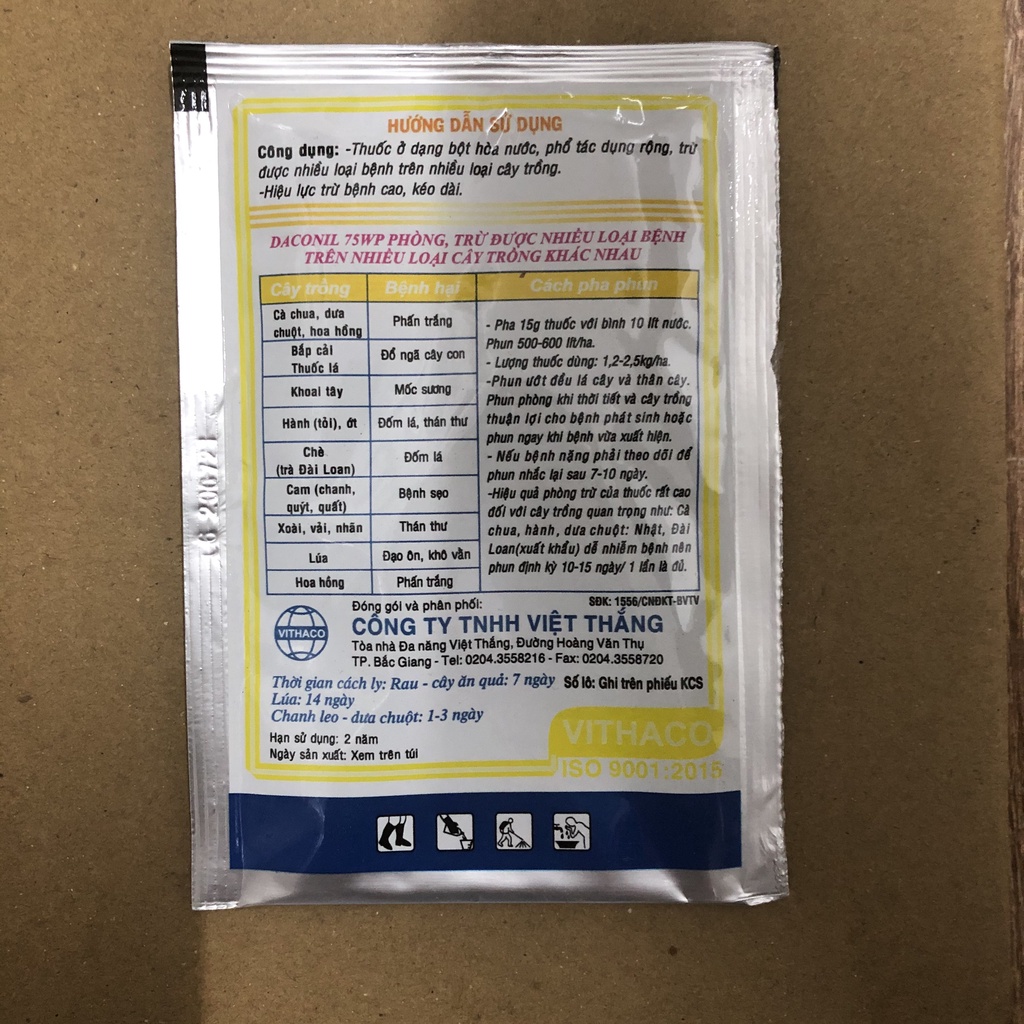 HƯỚNG DẪN SỬ DỤNG
Công dụng: -Thuốc ở dạng bột hòa nước, phổ tác dụng rộng, trừ
được nhiều loại bệnh trên nhiều loại cây trồng.
-Hiệu lực trừ bệnh cao, kéo dài.
DACONIL 75WP PHÒNG, TRỪ ĐƯỢC NHIỀU LOẠI BỆNH
TRÊN NHIỀU LOẠI CÂY TRỒNG KHÁC NHAU
Cây trồng Bệnh hại Cách pha phun
Cà chua, dưa
chuột, hoa hồng
Phấn trắng
Bắp cải
Thuốc lá
Đổ ngã cây con
Khoai tây
Mốc sương
Hành (tỏi), ớt
Đốm lá, thán thư
Chè
(trà Đài Loan)
Đốm lá
Cam (chanh,
quýt, quất)
Bệnh sẹo
Xoài, vải, nhãn
Thán thư
Lúa
Đạo ôn, khô vằn
Hoa hồng
Phấn trắng
- Pha 15g thuốc với bình 10 lít nước.
Phun 500-600 lít/ha.
- Lượng thuốc dùng: 1,2-2,5kg/ha.
-Phun ướt đều lá cây và thân cây.
Phun phòng khi thời tiết và cây trồng
thuận lợi cho bệnh phát sinh hoặc
phun ngay khi bệnh vừa xuất hiện.
- Nếu bệnh nặng phải theo dõi để
phun nhắc lại sau 7-10 ngày.
-Hiệu quả phòng trừ của thuốc rất cao
đối với cây trồng quan trọng như: Cà
chua, hành, dưa chuột: Nhật, Đài
Loan(xuất khẩu) dễ nhiễm bệnh nên
phun định kỳ 10-15 ngày/ 1 lần là đủ.
SĐK: 1556/CNĐKT-BVTV
Đóng gói và phân phối:
VITHACO
CÔNG TY TNHH VIỆT THẮNG
Tòa nhà Đa năng Việt Thắng, Đường Hoàng Văn Thụ
TP. Bắc Giang - Tel: 0204.3558216 - Fax: 0204.3558720
Thời gian cách ly: Rau - cây ăn quả: 7 ngày Số lô: Ghi trên phiếu KCS
Lúa: 14 ngày
Chanh leo - dưa chuột: 1-3 ngày
Hạn sử dụng: 2 năm
Ngày sản xuất: Xem trên túi
VITHACO
ISO 9001:2015